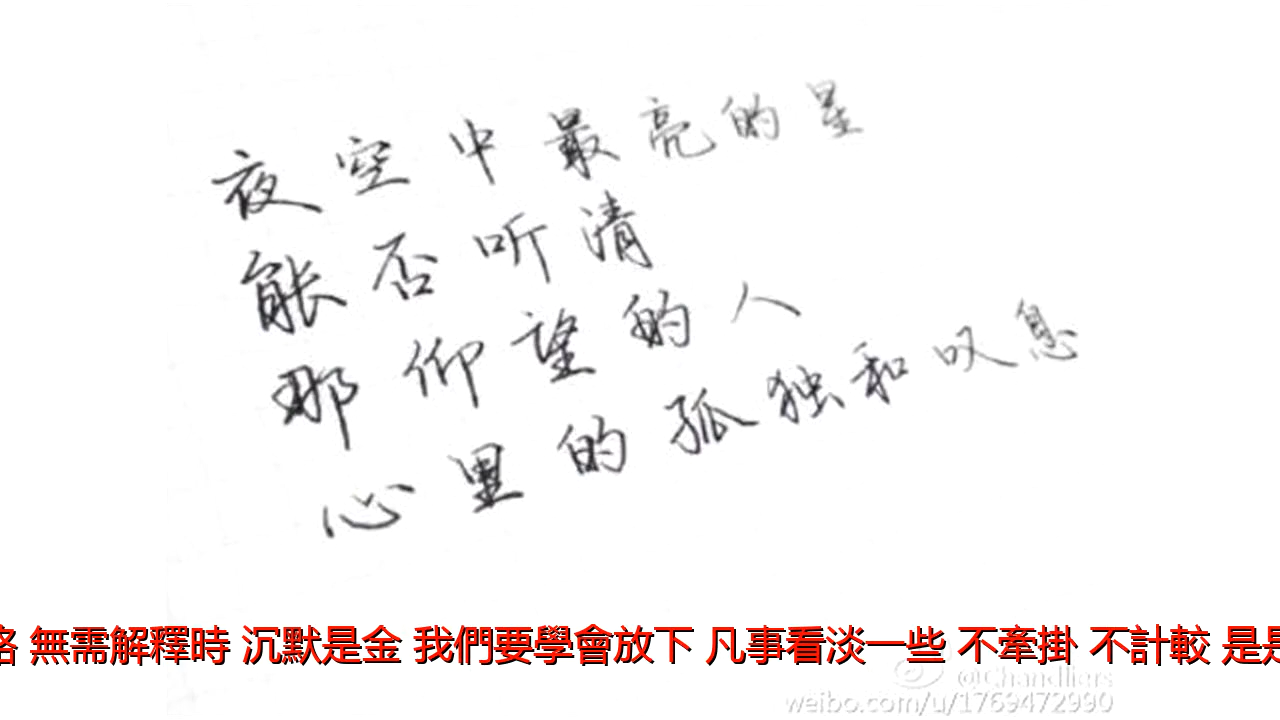 夜空中最亮的星
能否听清
那仰望的人
心里的孤独和叹息
無需解釋時 沉默是金 我們要學會放下 凡事看淡一些 不牽掛 不計較 是
@Chandliers
weibo.com/u/1769472990